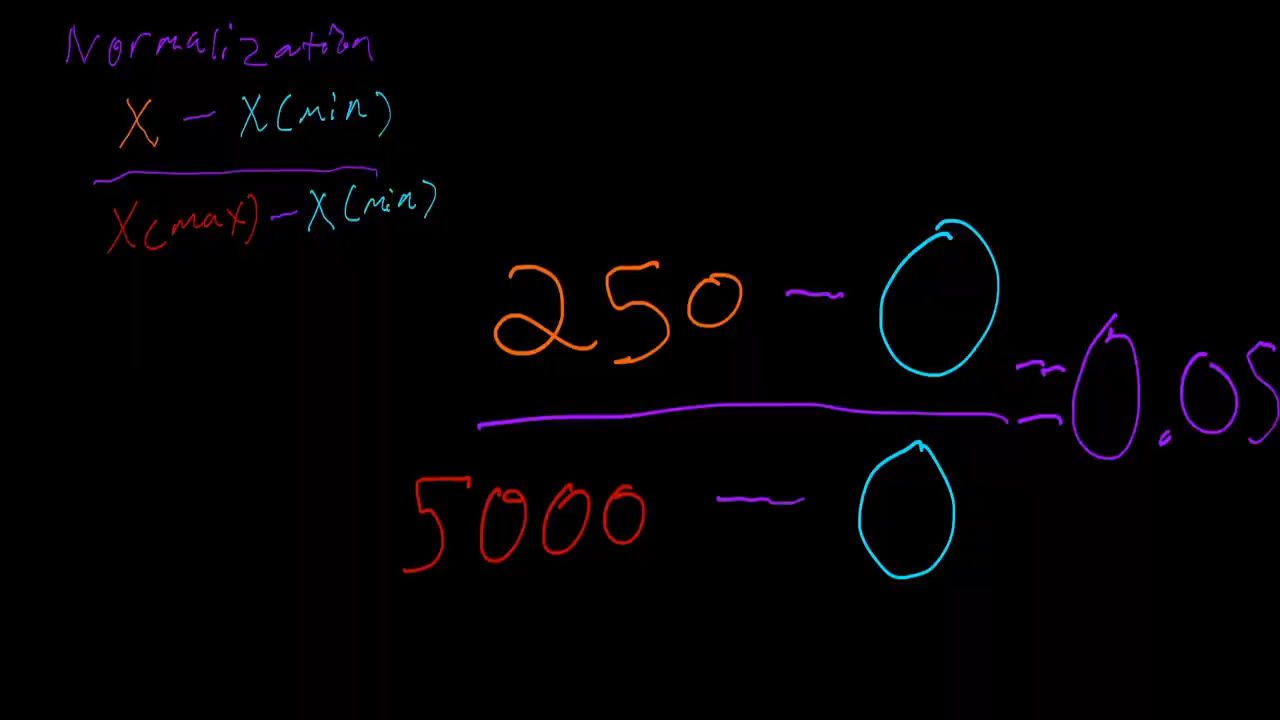 Normalization
X - X(min)
X(max) - X(min)
250 - 0
= 0.05
5000 - 0